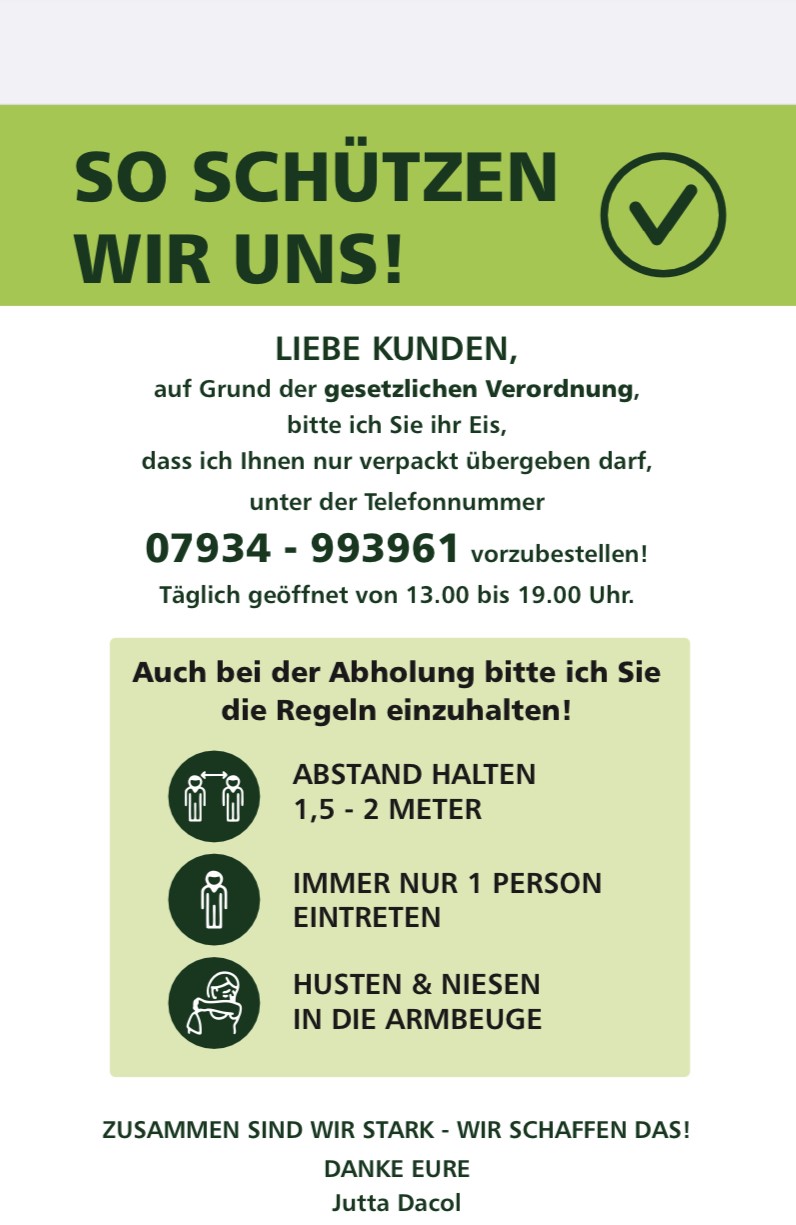 SO SCHÜTZEN
WIR UNS!
LIEBE KUNDEN,
auf Grund der gesetzlichen Verordnung,
bitte ich Sie ihr Eis,
dass ich Ihnen nur verpackt übergeben darf,
unter der Telefonnummer
07934 - 993961 vorzubestellen!
Täglich geöffnet von 13.00 bis 19.00 Uhr.
Auch bei der Abholung bitte ich Sie
die Regeln einzuhalten!
ABSTAND HALTEN
1,5 - 2 METER
IMMER NUR 1 PERSON
EINTRETEN
HUSTEN & NIESEN
IN DIE ARMBEUGE
ZUSAMMEN SIND WIR STARK - WIR SCHAFFEN DAS!
DANKE EURE
Jutta Dacol